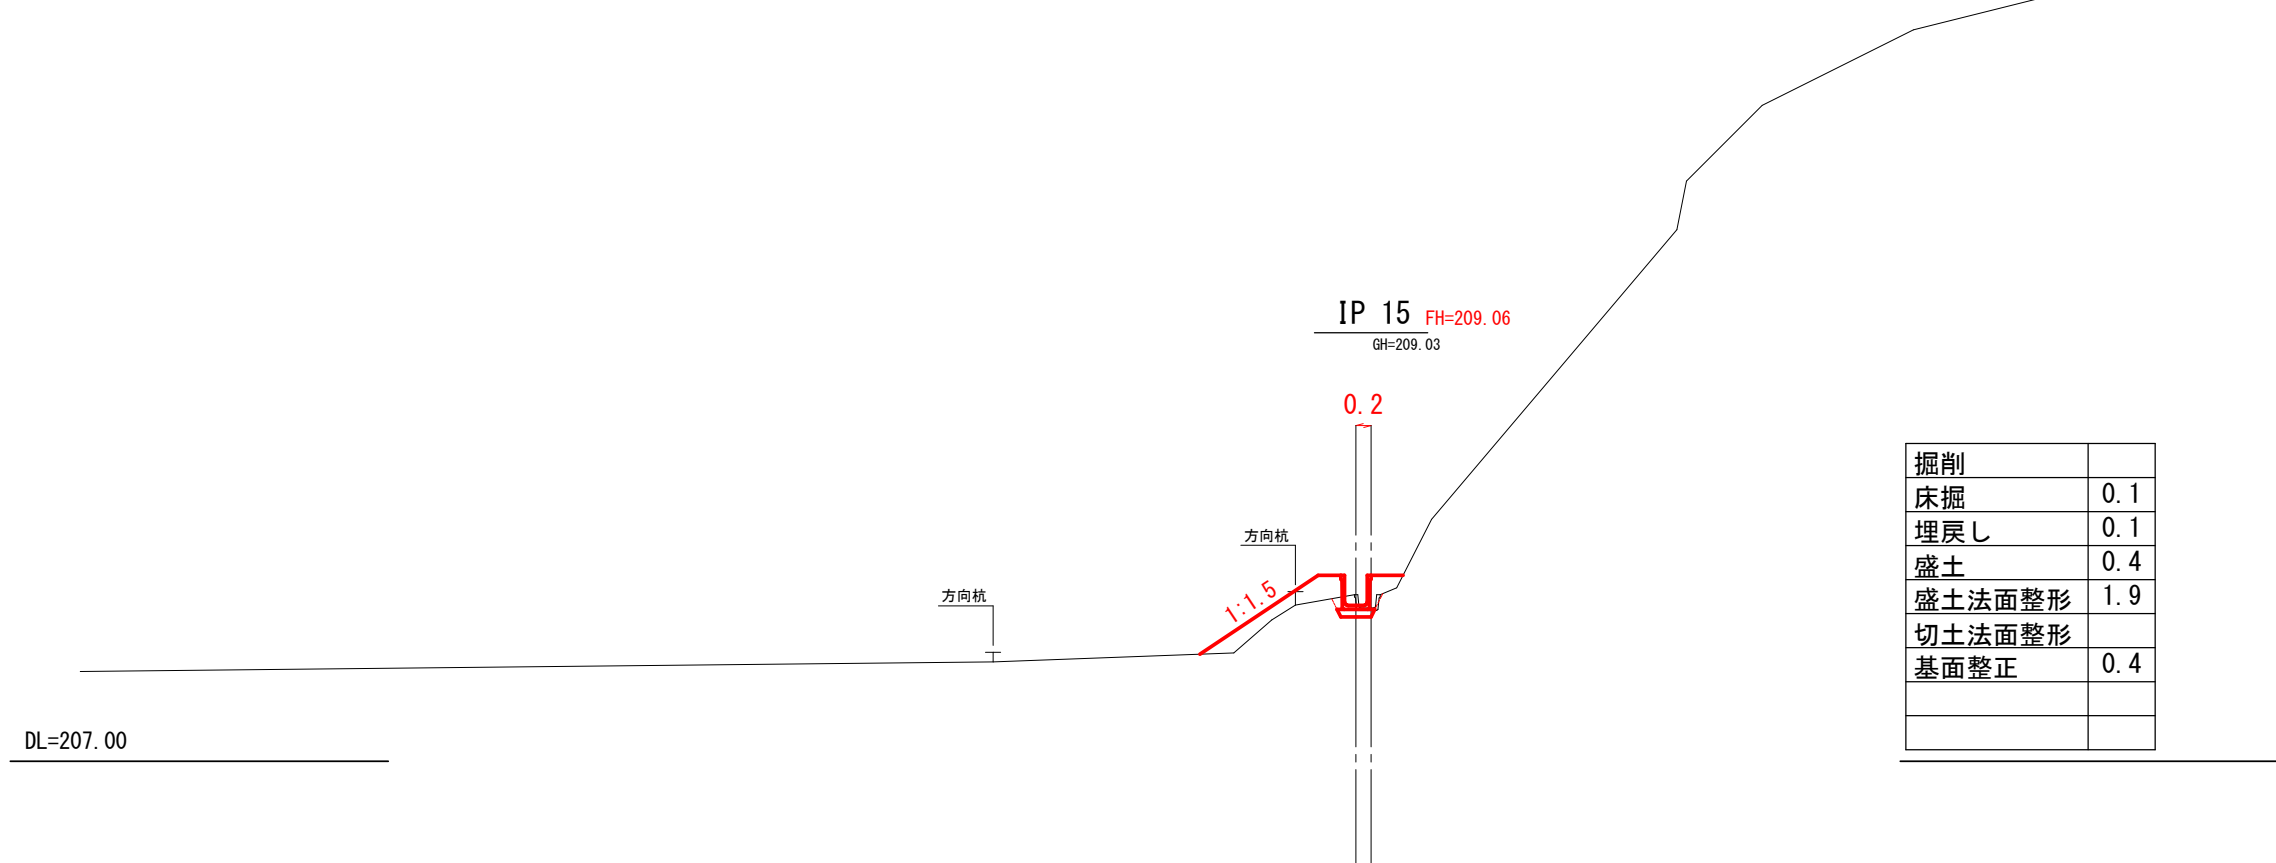 IP 15 FH=209.06
GH=209.03
0.2
方向杭
方向杭
1:1.5
DL=207.00
掘削
床掘 0.1
埋戻し 0.1
盛土 0.4
盛土法面整形 1.9
切土法面整形
基面整正 0.4